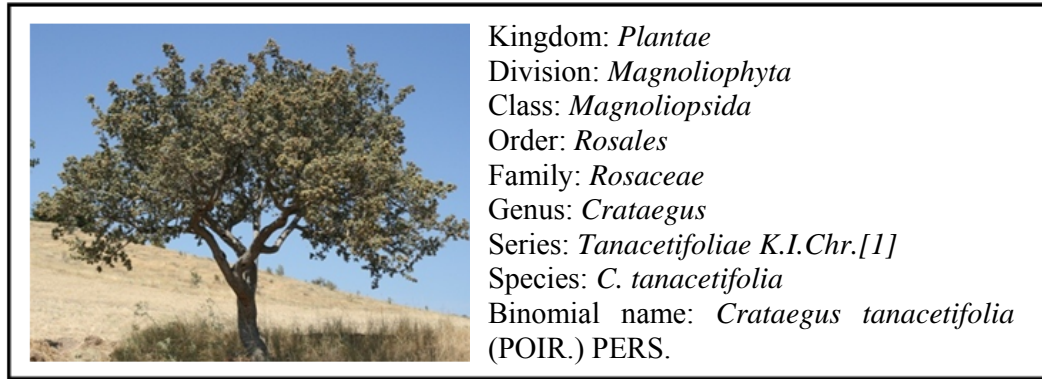 Kingdom: Plantae
Division: Magnoliophyta
Class: Magnoliopsida
Order: Rosales
Family: Rosaceae
Genus: Crataegus
Series: Tanacetifoliae K.I.Chr.[1]
Species: C. tanacetifolia
Binomial name: Crataegus tanacetifolia
(POIR.) PERS.